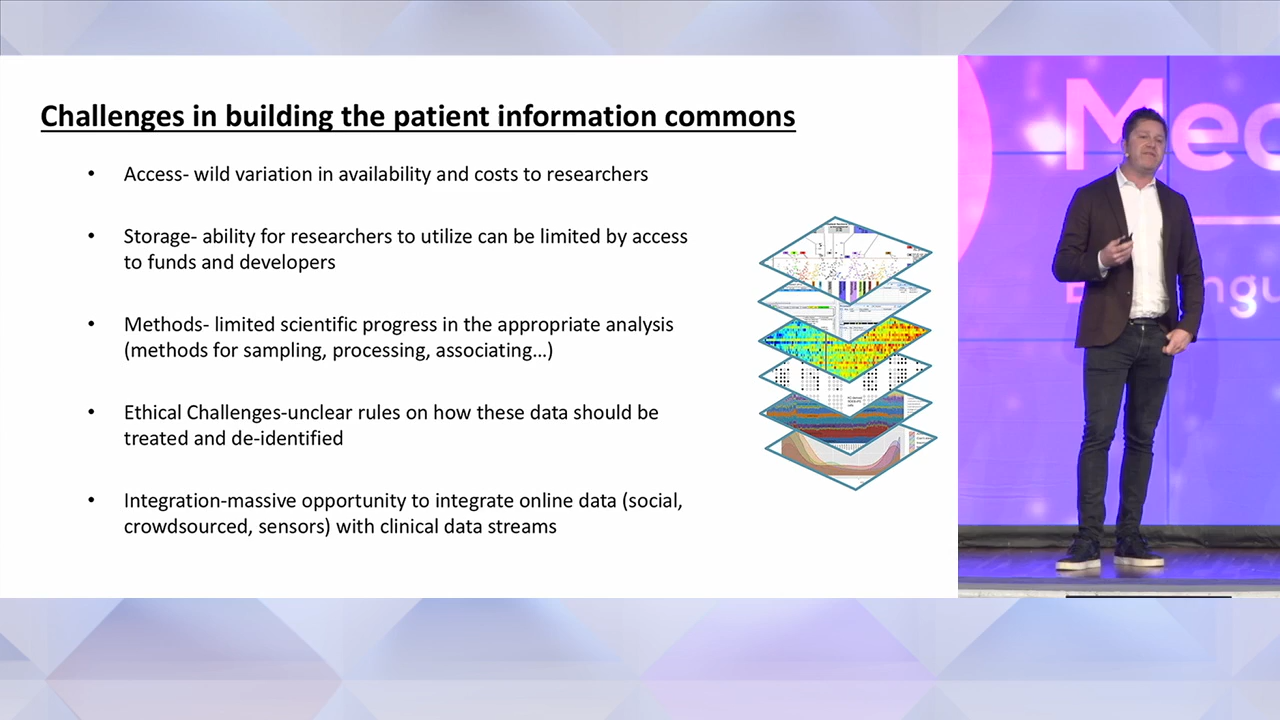 Challenges in building the patient information commons
• Access- wild variation in availability and costs to researchers
• Storage- ability for researchers to utilize can be limited by access
to funds and developers
• Methods- limited scientific progress in the appropriate analysis
(methods for sampling, processing, associating…)
• Ethical Challenges-unclear rules on how these data should be
treated and de-identified
• Integration-massive opportunity to integrate online data (social,
crowdsourced, sensors) with clinical data streams
Mec